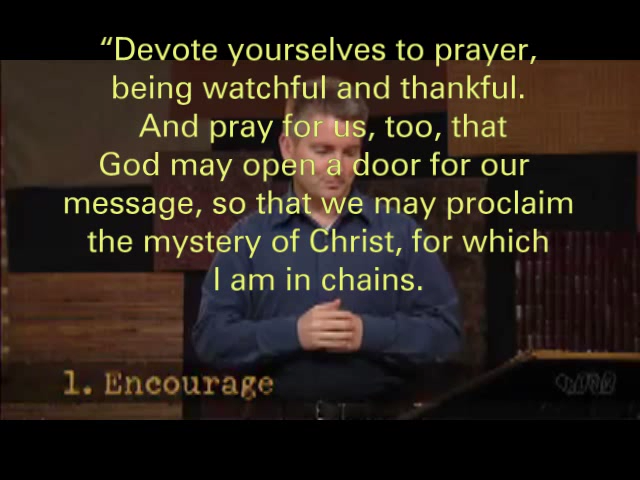 “Devote yourselves to prayer,
being watchful and thankful.
And pray for us, too, that
God may open a door for our
message, so that we may proclaim
the mystery of Christ, for which
I am in chains.
1. Encourage